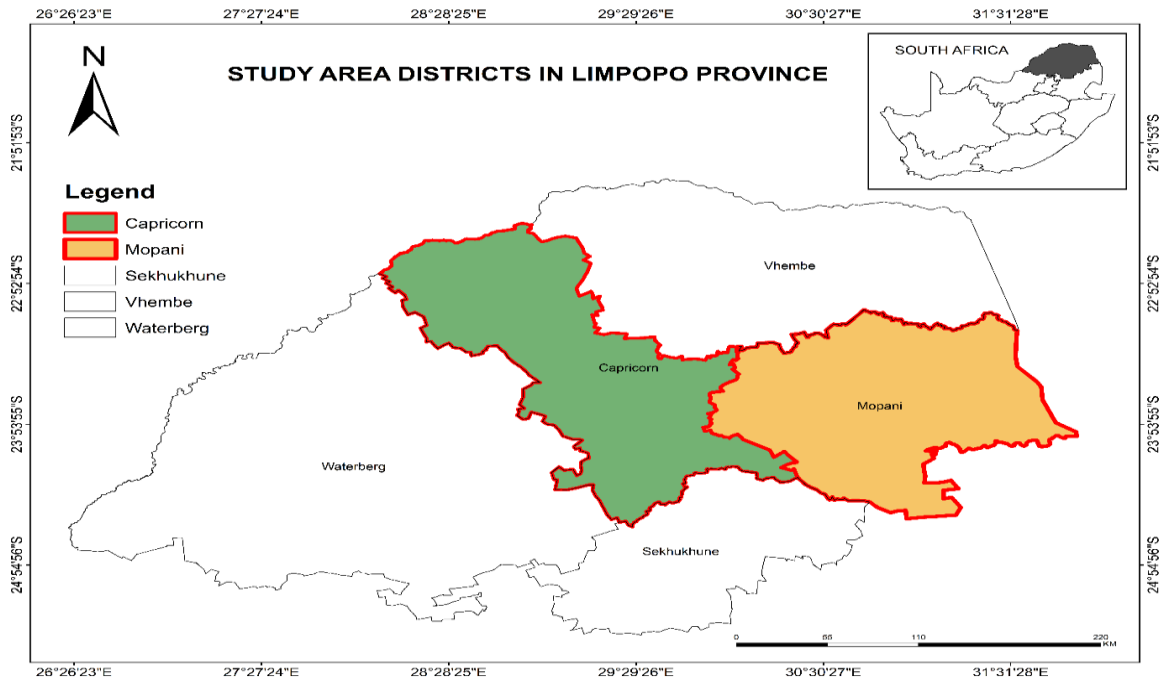 26°26'23"E 27°27'24"E 28°28'25"E 29°29'26"E 30°30'27"E 31°31'28"E
SOUTH AFRICA
N
STUDY AREA DISTRICTS IN LIMPOPO PROVINCE
21°51'53"S 21°51'53"S
Legend
Capricorn
Mopani
Sekhukhune
Vhembe
Waterberg
Vhembe
22°52'54"S 22°52'54"S
Capricorn
Mopani
23°53'55"S 23°53'55"S
Waterberg
Sekhukhune
24°54'56"S 24°54'56"S
0 55 110 220
KM
26°26'23"E 27°27'24"E 28°28'25"E 29°29'26"E 30°30'27"E 31°31'28"E